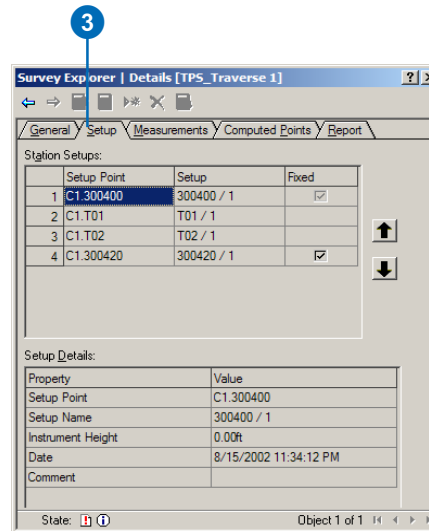 3
Survey Explorer | Details [TPS_Traverse 1]
General Setup Measurements Computed Points Report
Station Setups:
Setup Point Setup Fixed
1 C1.300400 300400 / 1
2 C1.T01 T01 / 1
3 C1.T02 T02 / 1
4 C1.300420 300420 / 1
Setup Details:
Property Value
Setup Point C1.300400
Setup Name 300400 / 1
Instrument Height 0.00ft
Date 8/15/2002 11:34:12 PM
Comment
State: Object 1 of 1